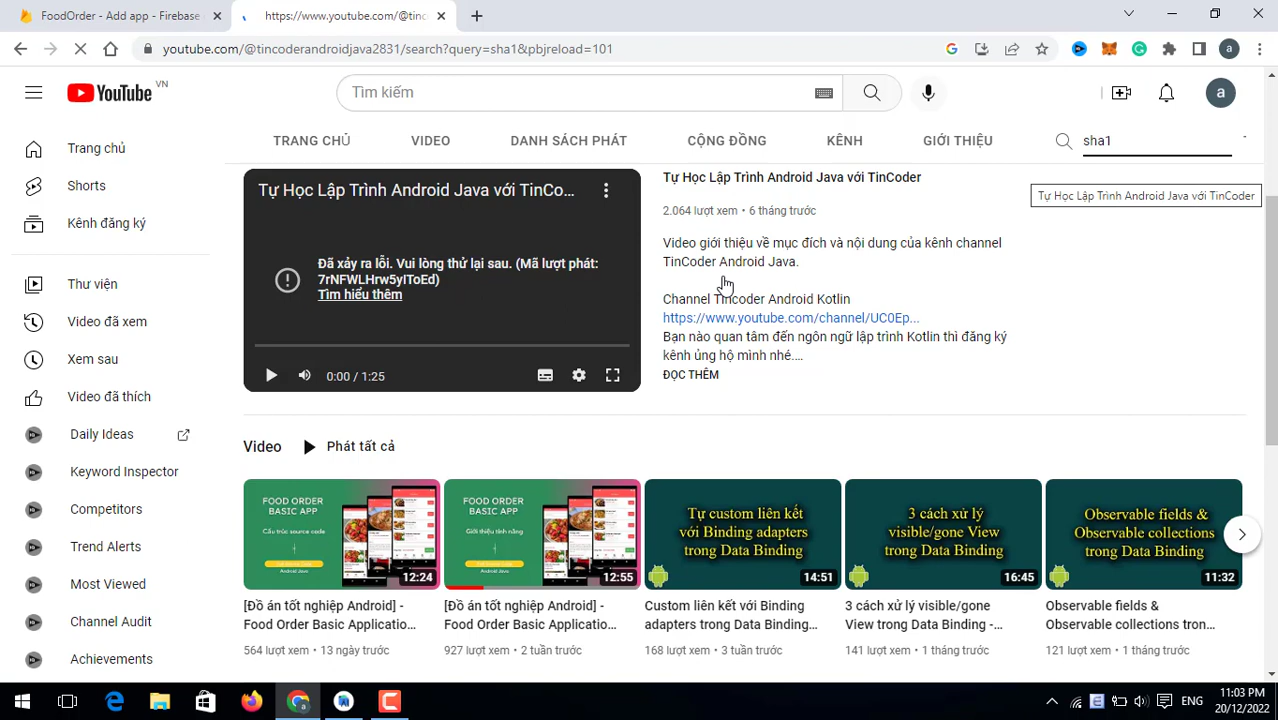 FoodOrder - Add app - Firebase
https://www.youtube.com/@tinc
youtube.com/@tincoderandroidjava2831/search?query=sha1&pbjreload=101
a
YouTube
VN
Tìm kiếm
a
TRANG CHỦ
VIDEO
DANH SÁCH PHÁT
CỘNG ĐỒNG
KÊNH
GIỚI THIỆU
sha1
Trang chủ
Shorts
Kênh đăng ký
Thư viện
Video đã xem
Xem sau
Video đã thích
Daily Ideas
Keyword Inspector
Competitors
Trend Alerts
Most Viewed
Channel Audit
Achievements
Tự Học Lập Trình Android Java với TinCo...
Đã xảy ra lỗi. Vui lòng thử lại sau. (Mã lượt phát:
7rNFWLHrw5yIToEd)
Tìm hiểu thêm
0:00 / 1:25
Tự Học Lập Trình Android Java với TinCoder
2.064 lượt xem • 6 tháng trước
Video giới thiệu về mục đích và nội dung của kênh channel
TinCoder Android Java.
Channel Tincoder Android Kotlin
https://www.youtube.com/channel/UC0Ep...
Bạn nào quan tâm đến ngôn ngữ lập trình Kotlin thì đăng ký
kênh ủng hộ mình nhé....
ĐỌC THÊM
Tự Học Lập Trình Android Java với TinCoder
Video
Phát tất cả
FOOD ORDER
BASIC APP
Cấu trúc source code
Android Java
12:24
[Đồ án tốt nghiệp Android] -
Food Order Basic Applicatio...
564 lượt xem • 13 ngày trước
FOOD ORDER
BASIC APP
Giới thiệu tính năng
Android Java
12:55
[Đồ án tốt nghiệp Android] -
Food Order Basic Applicatio...
927 lượt xem • 2 tuần trước
Tự custom liên kết
với Binding adapters
trong Data Binding
14:51
Custom liên kết với Binding
adapters trong Data Binding...
168 lượt xem • 3 tuần trước
3 cách xử lý
visible/gone View
trong Data Binding
16:45
3 cách xử lý visible/gone
View trong Data Binding -...
141 lượt xem • 1 tháng trước
Observable fields &
Observable collections
trong Data Binding
11:32
Observable fields &
Observable collections tron...
121 lượt xem • 1 tháng trước
ENG
11:03 PM
20/12/2022